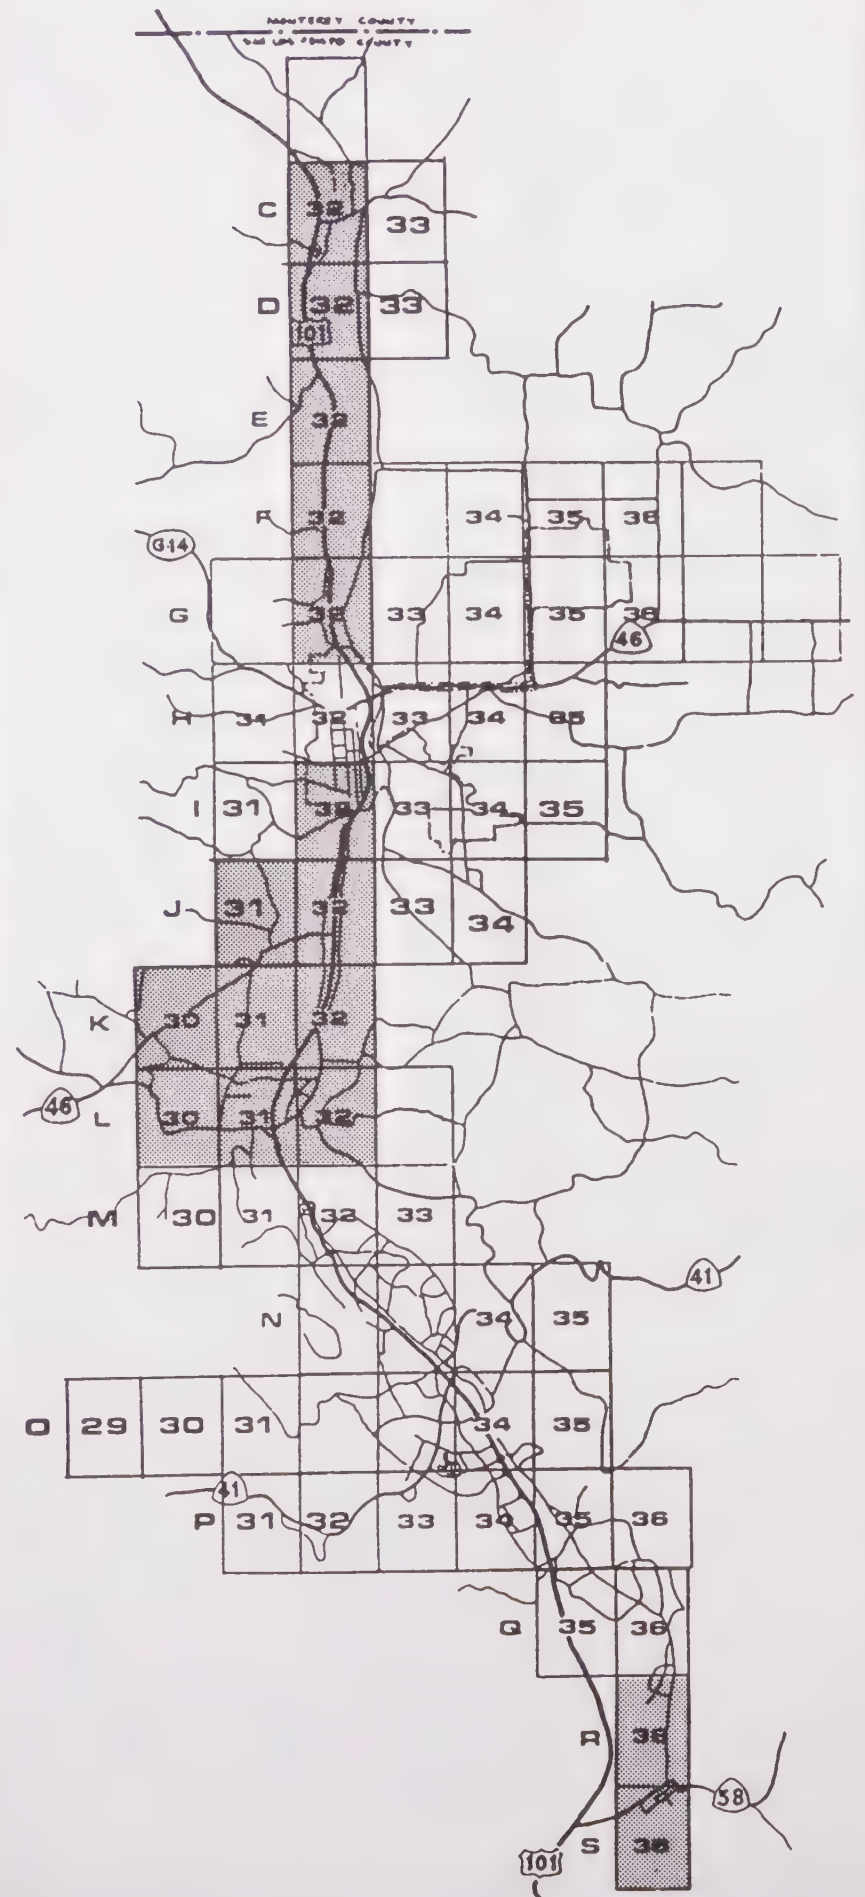 MONTEREY COUNTY
SAN LUIS OBISPO COUNTY
C 32 33
D 32 33
101
E 32
F 32 34 35 36
G-14
G 32 33 34 35 36
46
H 31 32 33 34 35
I 31 32 33 34 35
J 31 32 33 34
K 30 31 32
46
L 30 31 32
M 30 31 32 33
41
N 34 35
O 29 30 31 34 35
41
P 31 32 33 34 35 36
Q 35 36
R 36
58
S 36
101